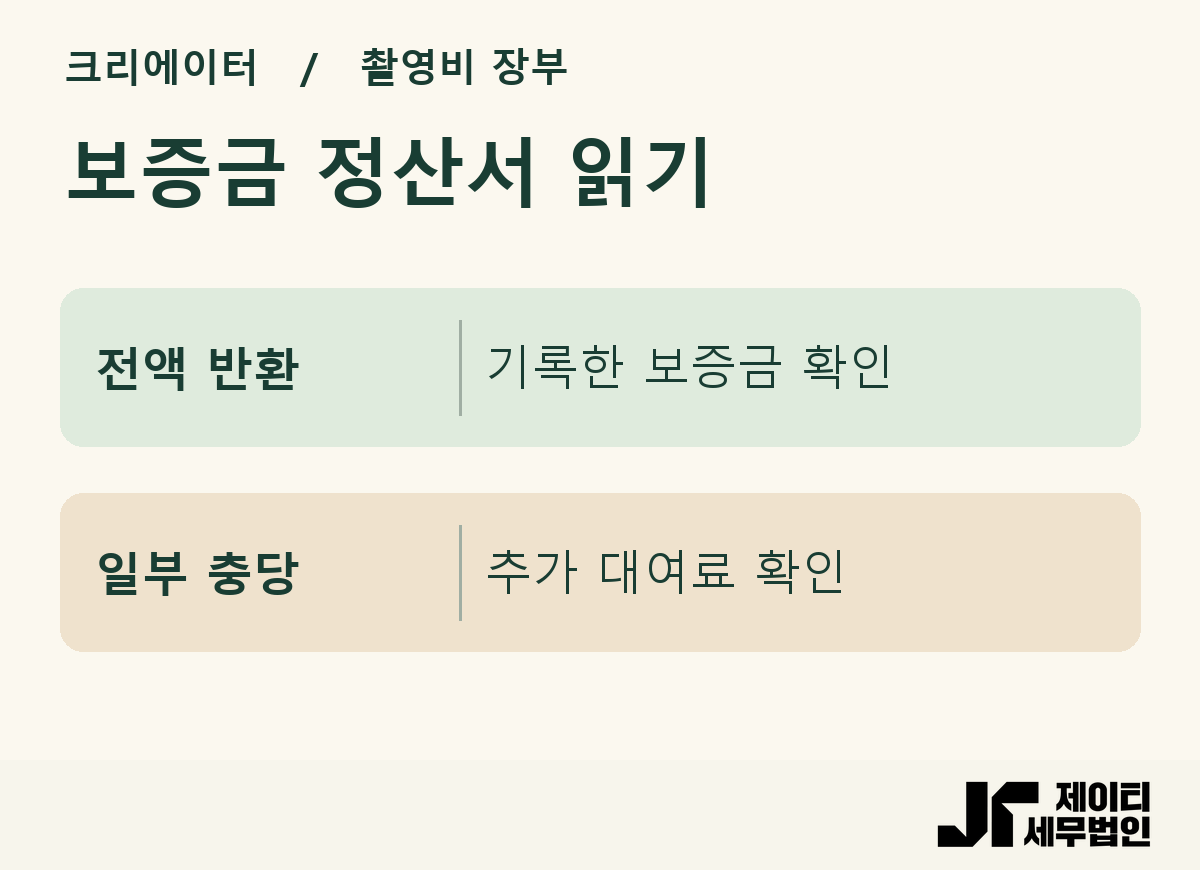 크리에이터 / 촬영비 장부
보증금 정산서 읽기
전액 반환
기록한 보증금 확인
일부 충당
추가 대여료 확인
JT 제이티
세무법인